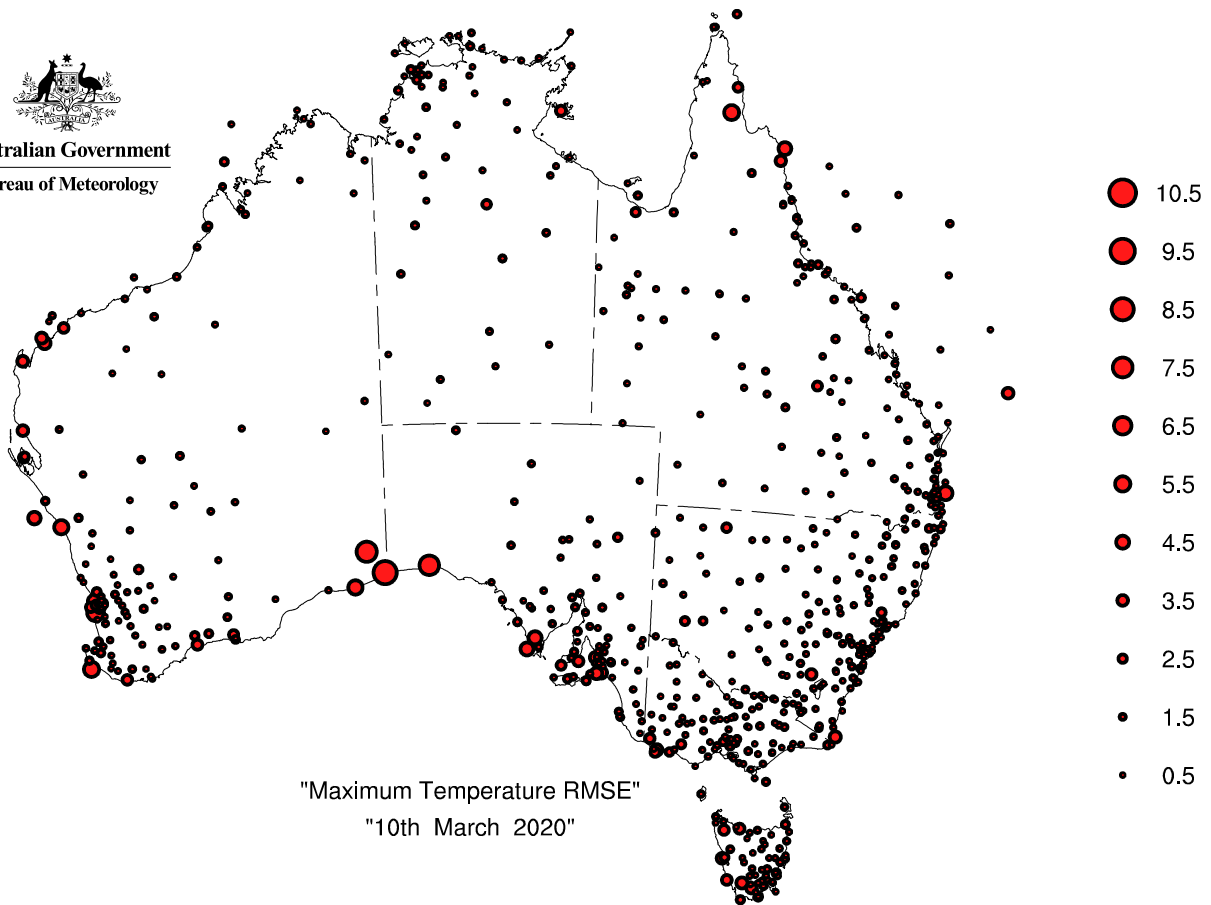 AUSTRALIA
tralian Government
reau of Meteorology
10.5
9.5
8.5
7.5
6.5
5.5
4.5
3.5
2.5
1.5
0.5
"Maximum Temperature RMSE"
"10th March 2020"